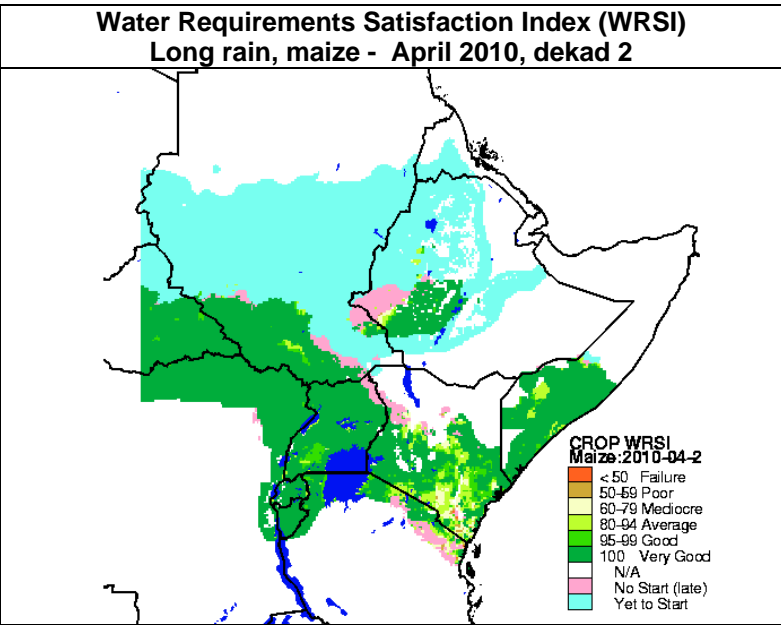 Water Requirements Satisfaction Index (WRSI)
Long rain, maize - April 2010, dekad 2
CROP WRSI
Maize:2010-04-2
< 50 Failure
50-59 Poor
60-79 Mediocre
80-94 Average
95-99 Good
100 Very Good
N/A
No Start (late)
Yet to Start